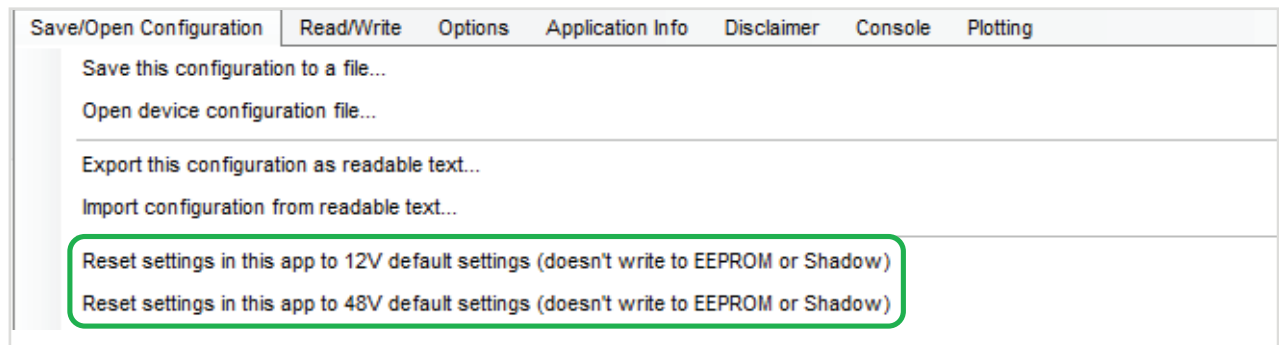 Save/Open Configuration Read/Write Options Application Info Disclaimer Console Plotting
Save this configuration to a file...
Open device configuration file...
Export this configuration as readable text...
Import configuration from readable text...
Reset settings in this app to 12V default settings (doesn't write to EEPROM or Shadow)
Reset settings in this app to 48V default settings (doesn't write to EEPROM or Shadow)